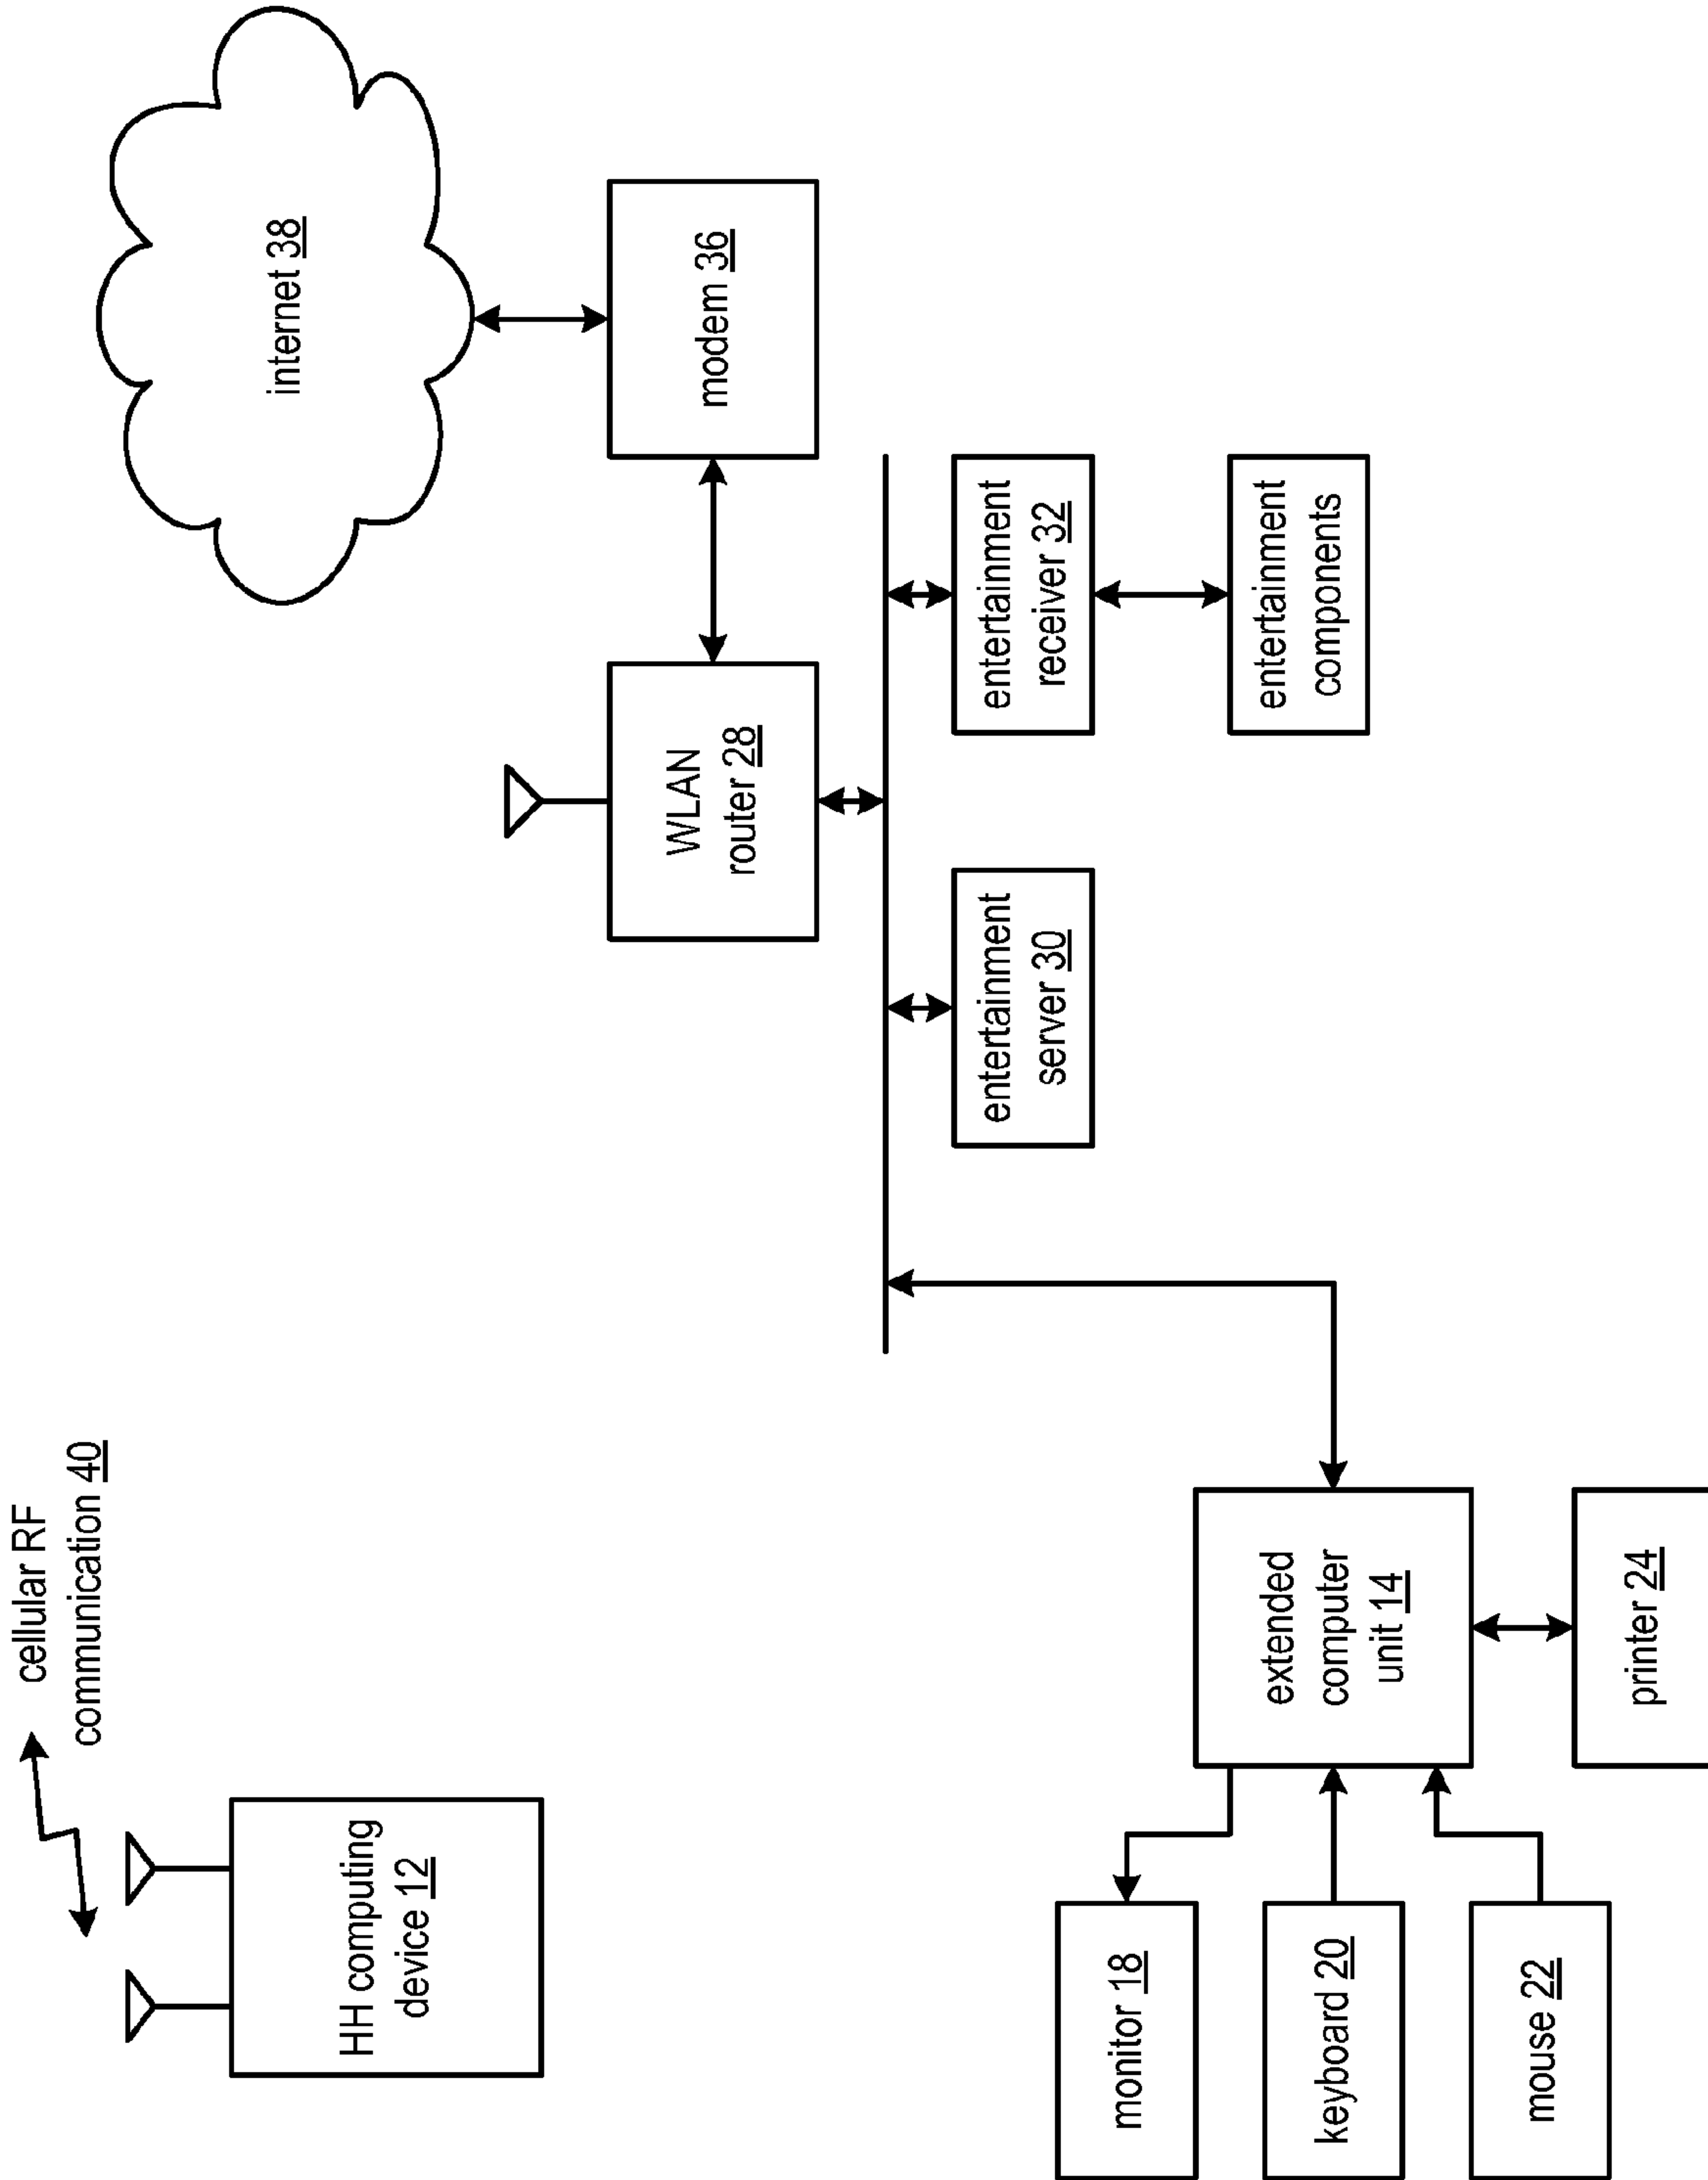 cellular RF
communication 40
HH computing
device 12
internet 38
WLAN
router 28
modem 36
entertainment
server 30
entertainment
receiver 32
entertainment
components
monitor 18
keyboard 20
mouse 22
extended
computer
unit 14
printer 24